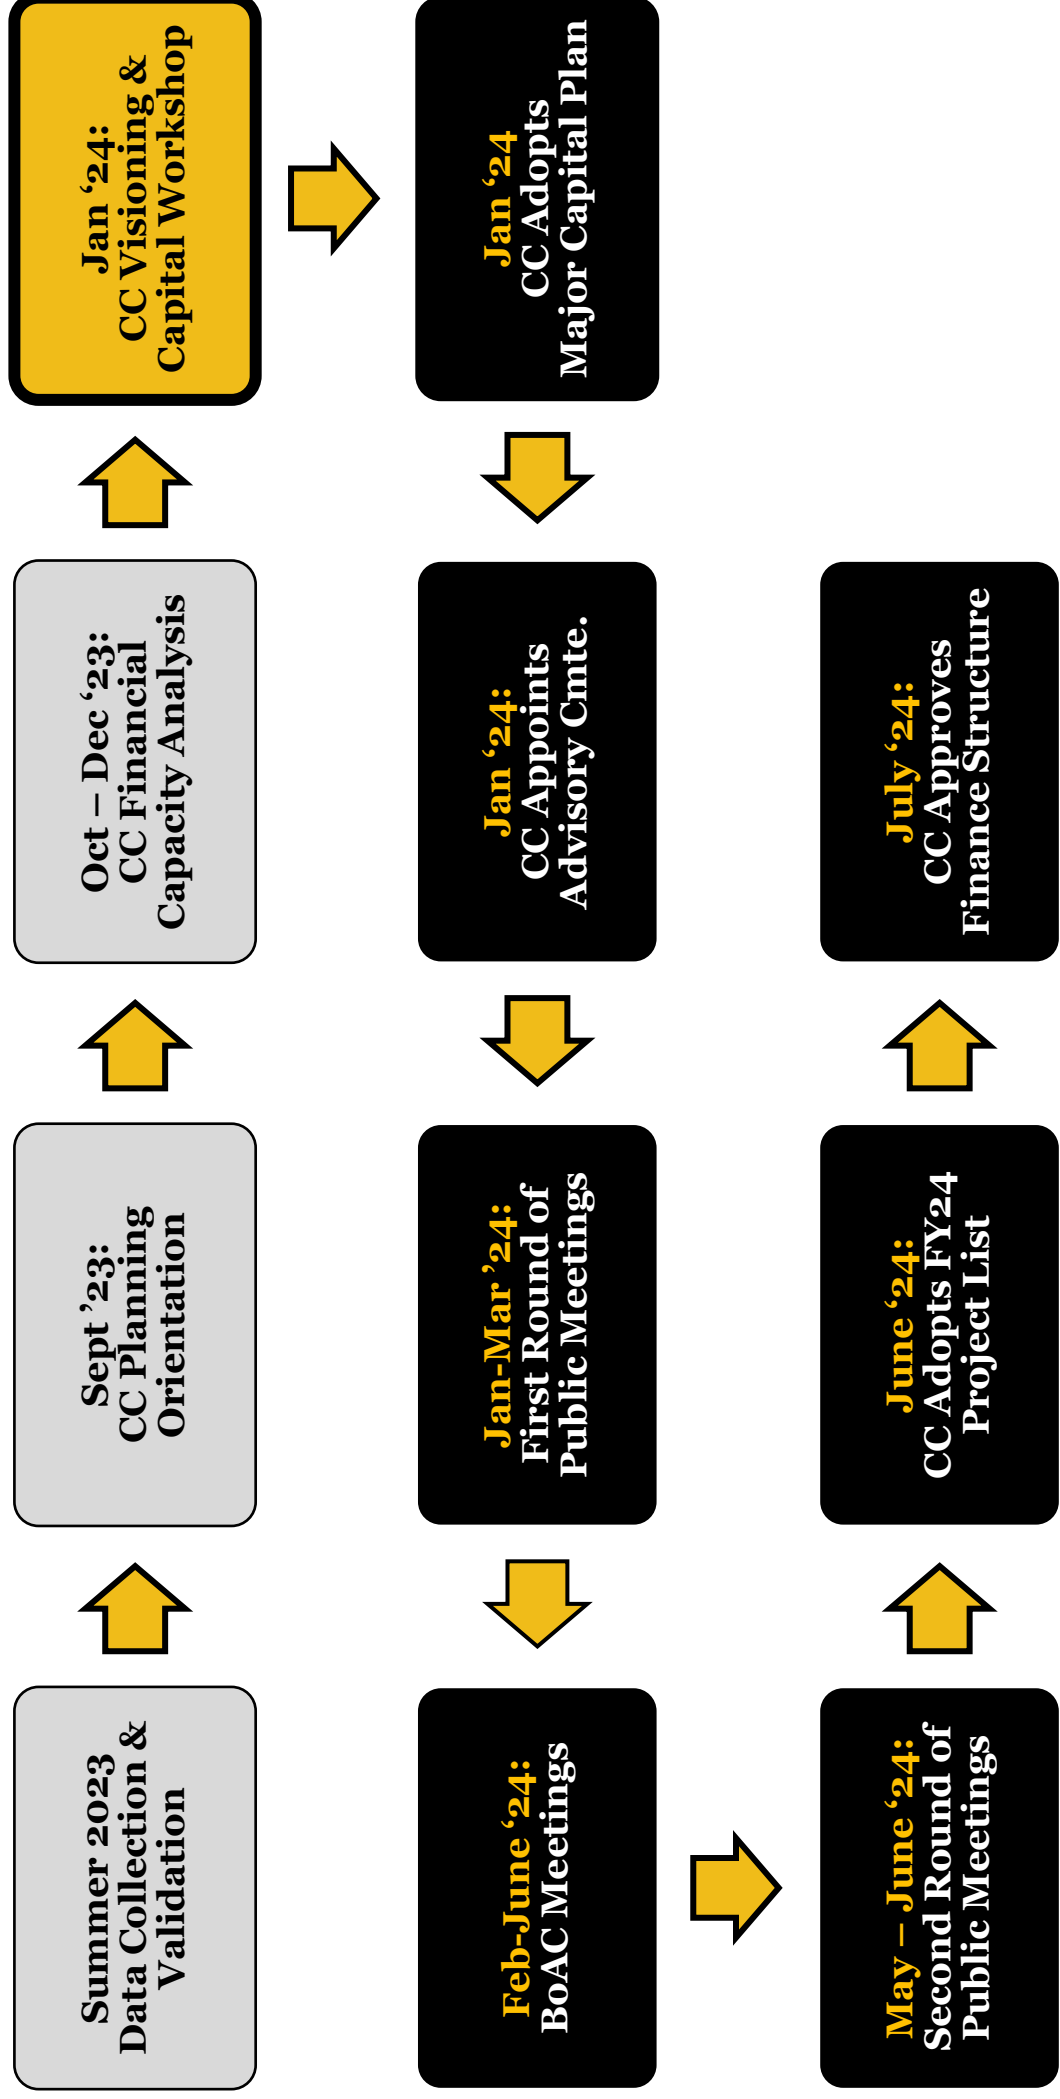 Summer 2023
Data Collection &
Validation
Sept ’23:
CC Planning
Orientation
Oct – Dec ‘23:
CC Financial
Capacity Analysis
Jan ‘24:
CC Visioning &
Capital Workshop
Jan ‘24
CC Adopts
Major Capital Plan
Jan ‘24:
CC Appoints
Advisory Cmte.
Jan-Mar ’24:
First Round of
Public Meetings
Feb-June ‘24:
BoAC Meetings
May – June ‘24:
Second Round of
Public Meetings
June ‘24:
CC Adopts FY24
Project List
July ‘24:
CC Approves
Finance Structure